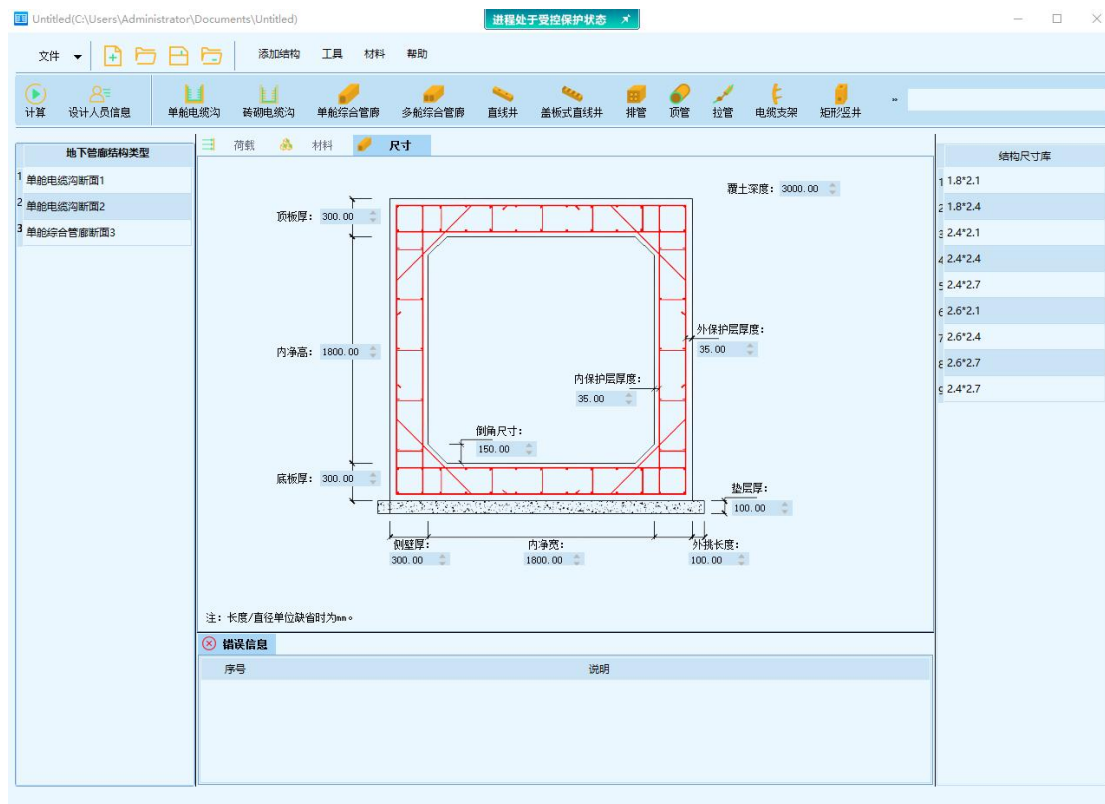 Untitled(C:\Users\Administrator\Documents\Untitled)
进程处于受控保护状态
文件 添加结构 工具 材料 帮助
计算 设计人员信息 单舱电缆沟 砖砌电缆沟 单舱综合管廊 多舱综合管廊 直线井 盖板式直线井 排管 顶管 拉管 电缆支架 矩形竖井 »
地下管廊结构类型
1 单舱电缆沟断面1
2 单舱电缆沟断面2
3 单舱综合管廊断面3
荷载 材料 尺寸
覆土深度: 3000.00
顶板厚: 300.00
外保护层厚度:
35.00
内净高: 1800.00
内保护层厚度:
35.00
倒角尺寸:
150.00
底板厚: 300.00
垫层厚:
100.00
侧壁厚: 内净宽: 外挑长度:
300.00 1800.00 100.00
注: 长度/直径单位缺省时为mm。
错误信息
序号 说明
结构尺寸库
1 1.8*2.1
2 1.8*2.4
3 2.4*2.1
4 2.4*2.4
5 2.4*2.7
6 2.6*2.1
7 2.6*2.4
8 2.6*2.7
9 2.4*2.7